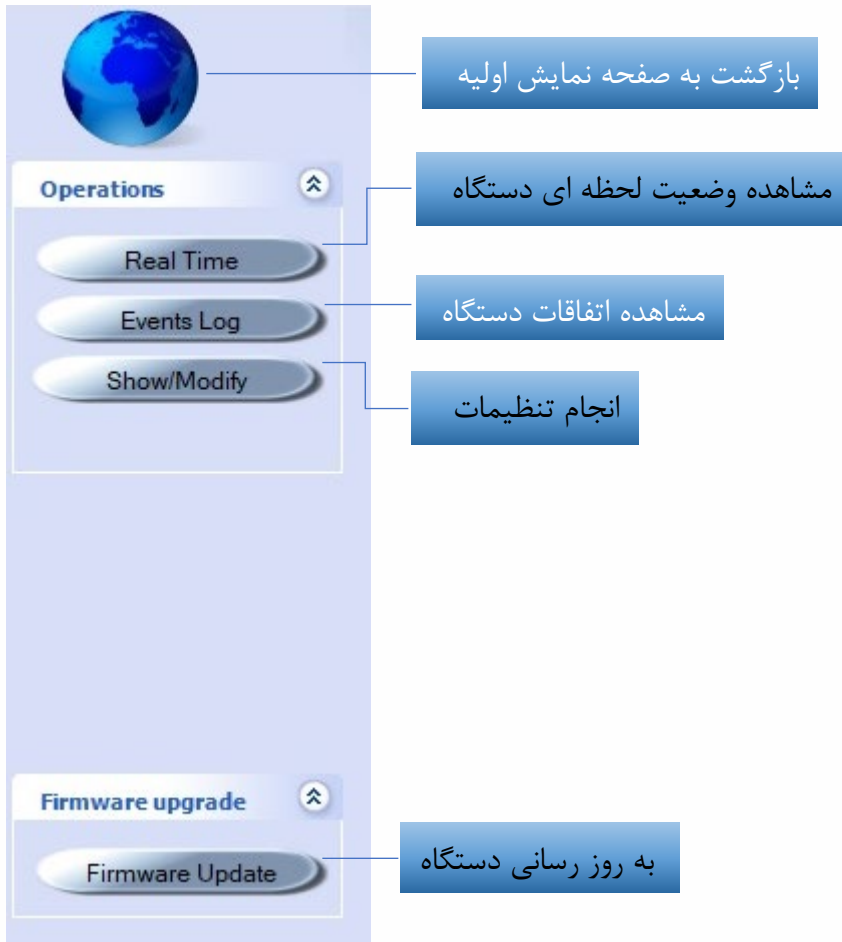 بازگشت به صفحه نمایش اولیه
Operations
مشاهده وضعیت لحظه ای دستگاه
Real Time
Events Log
مشاهده اتفاقات دستگاه
Show/Modify
انجام تنظیمات
Firmware upgrade
Firmware Update
به روز رسانی دستگاه